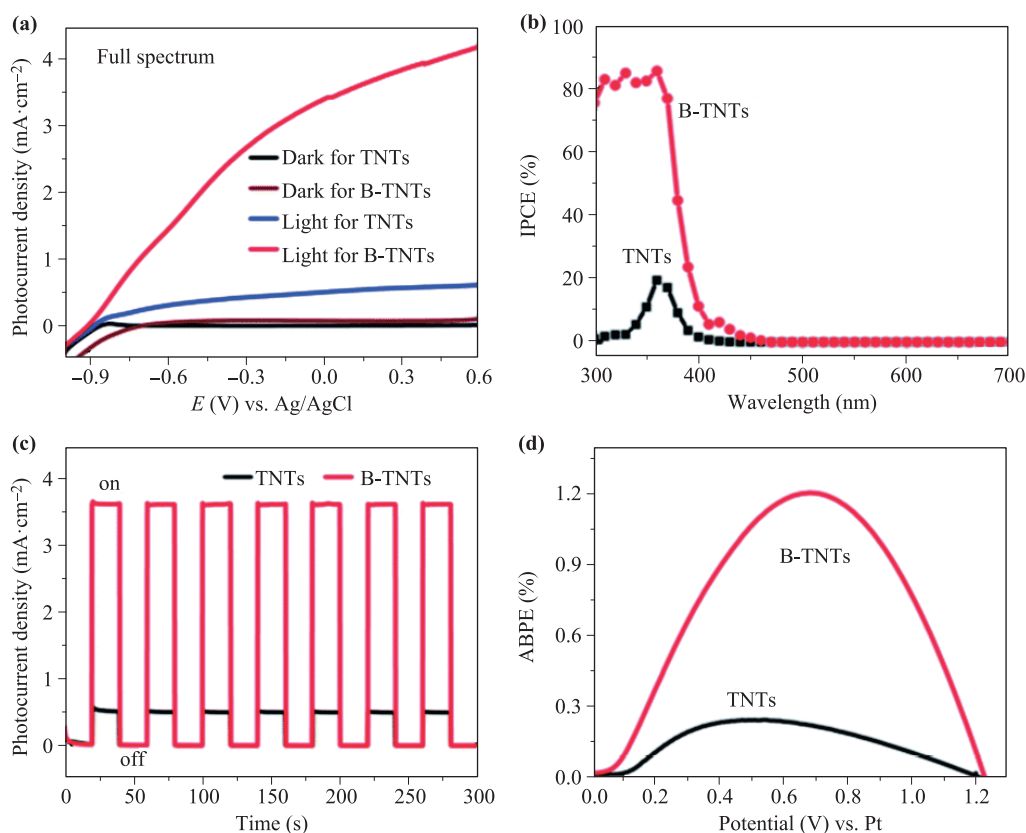 (a)
Full spectrum
Dark for TNTs
Dark for B-TNTs
Light for TNTs
Light for B-TNTs
Photocurrent density (mA·cm⁻²)
4
3
2
1
0
−0.9
−0.6
−0.3
0.0
0.3
0.6
E (V) vs. Ag/AgCl
(b)
B-TNTs
TNTs
IPCE (%)
100
80
60
40
20
0
300
400
500
600
700
Wavelength (nm)
(c)
TNTs
B-TNTs
on
off
Photocurrent density (mA·cm⁻²)
4
3
2
1
0
0
50
100
150
200
250
300
Time (s)
(d)
B-TNTs
TNTs
ABPE (%)
1.2
0.9
0.6
0.3
0.0
0.0
0.2
0.4
0.6
0.8
1.0
1.2
Potential (V) vs. Pt